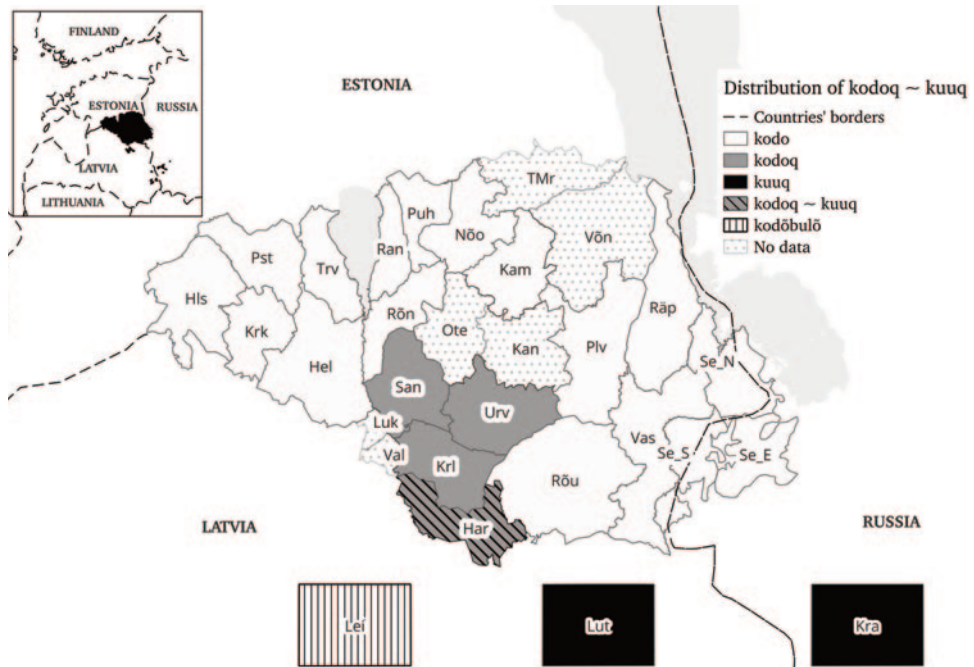 FINLAND
ESTONIA
RUSSIA
LATVIA
LITHUANIA
ESTONIA
Distribution of kodoq ~ kuuq
Countries' borders
kodo
kodoq
kuuq
kodoq ~ kuuq
kodõbulõ
No data
TMr
Puh
Nõo
Võn
Ran
Pst
Trv
Kam
Hls
Rõn
Räp
Krk
Ote
Kan
Plv
Hel
Se_N
San
Urv
Luk
Vas
Val
Se_S
Se_E
Krl
Rõu
LATVIA
Har
RUSSIA
Lei
Lut
Kra